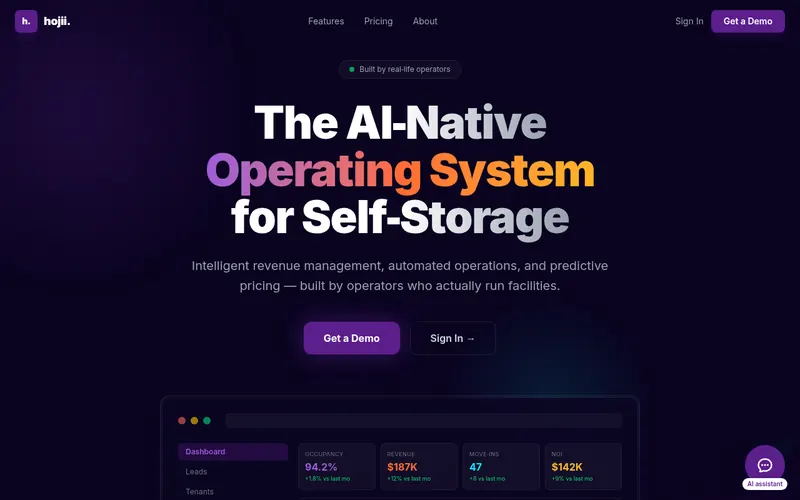 h. hojii.
Features Pricing About
Sign In Get a Demo
Built by real-life operators
The AI-Native
Operating System
for Self-Storage
Intelligent revenue management, automated operations, and predictive
pricing — built by operators who actually run facilities.
Get a Demo Sign In →
Dashboard
Leads
Tenants
OCCUPANCY
94.2%
+1.8% vs last mo
REVENUE
$187K
+12% vs last mo
MOVE-INS
47
+8 vs last mo
NOI
$142K
+9% vs last mo
AI assistant